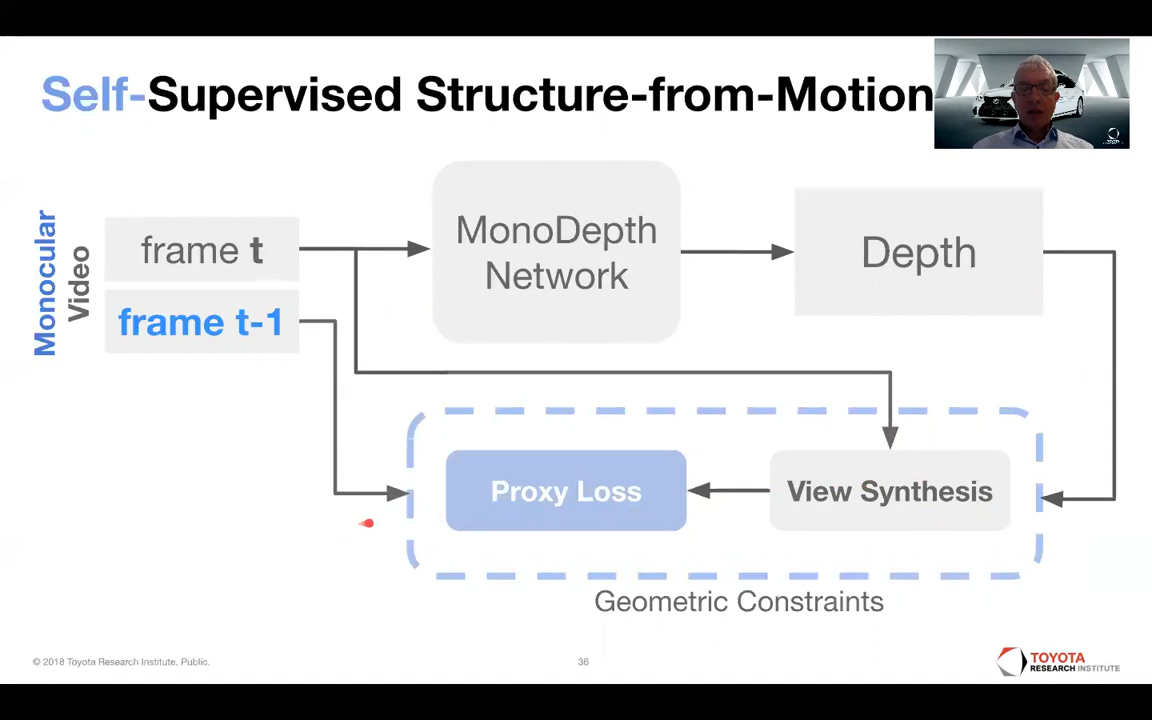 Self-Supervised Structure-from-Motion
Monocular
Video
frame t
frame t-1
MonoDepth
Network
Depth
Proxy Loss
View Synthesis
Geometric Constraints
© 2018 Toyota Research Institute. Public.
36
TOYOTA
RESEARCH INSTITUTE